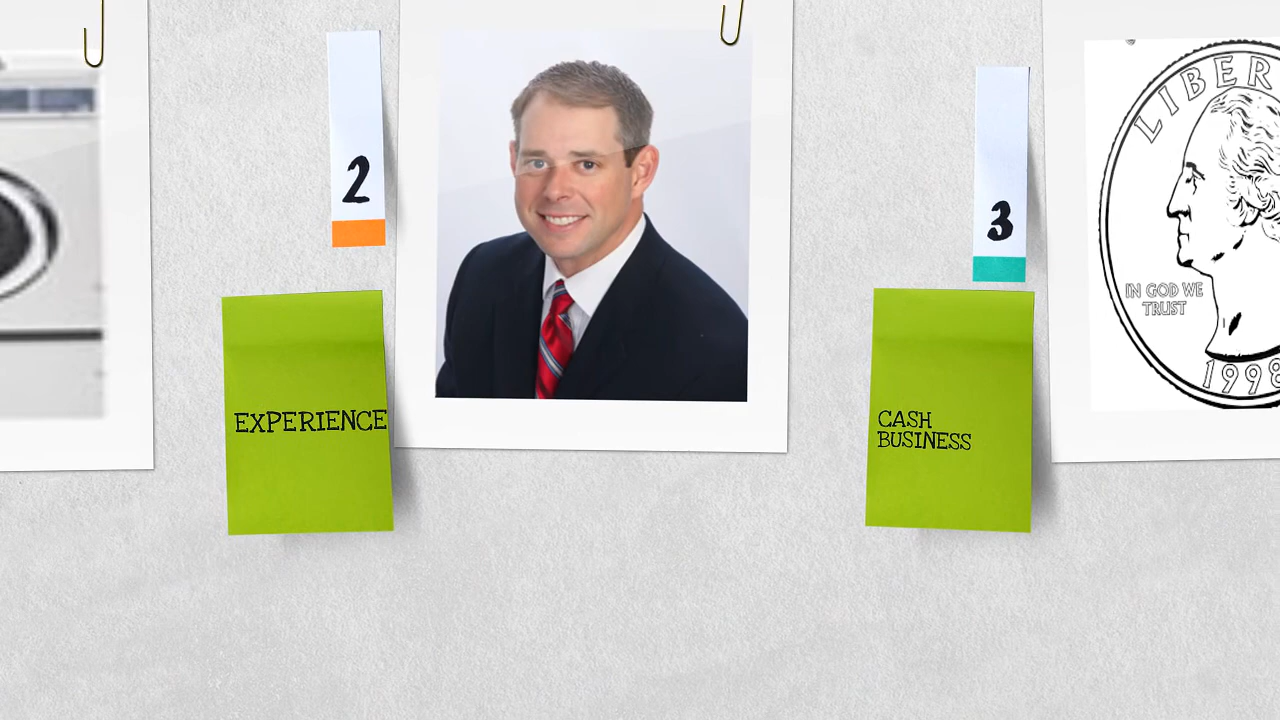 2
EXPERIENCE
3
CASH
BUSINESS
LIBER
IN GOD WE
TRUST
1998